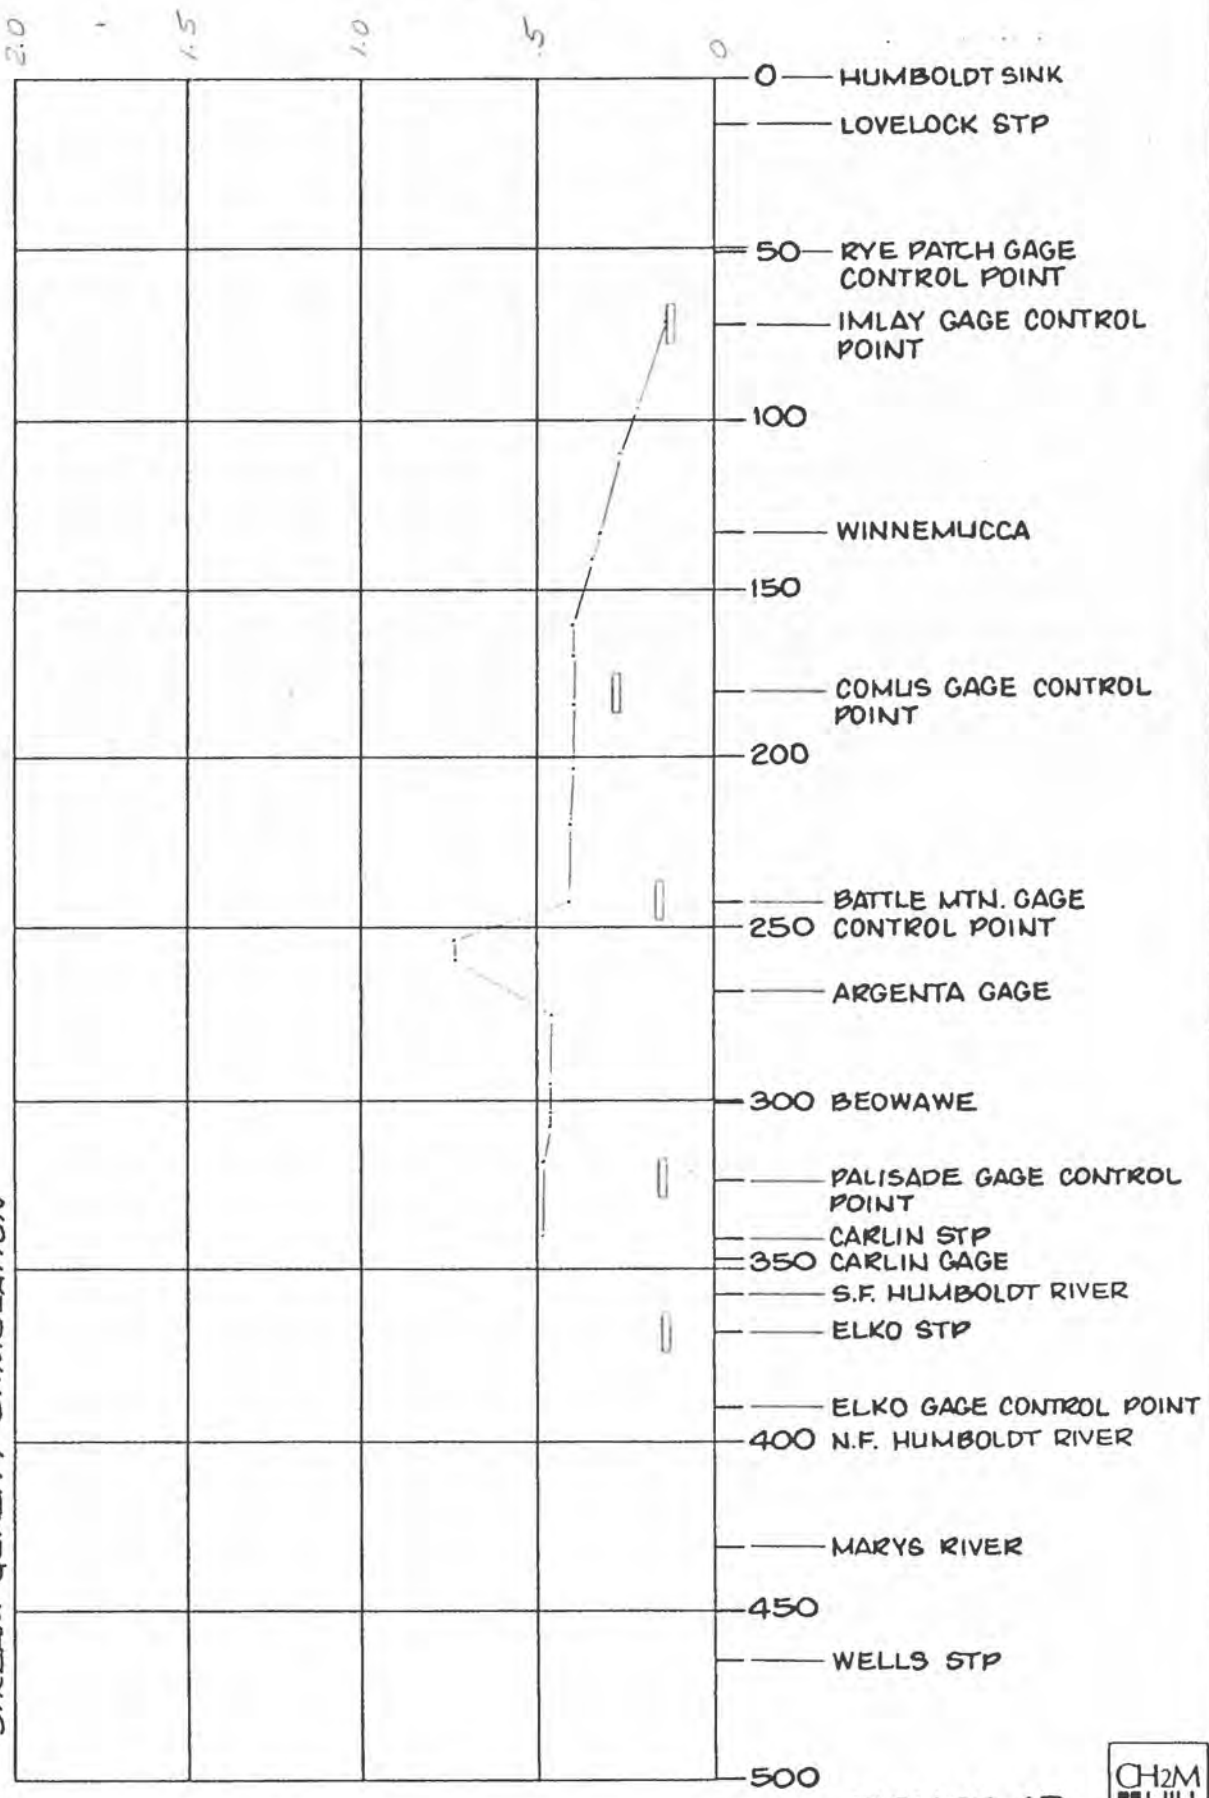 2.0
1.5
1.0
.5
0
0 HUMBOLDT SINK
LOVELOCK STP
50 RYE PATCH GAGE
CONTROL POINT
IMLAY GAGE CONTROL
POINT
100
WINNEMUCCA
150
COMUS GAGE CONTROL
POINT
200
BATTLE MTN. GAGE
250 CONTROL POINT
ARGENTA GAGE
300 BEOWAWE
PALISADE GAGE CONTROL
POINT
CARLIN STP
350 CARLIN GAGE
S.F. HUMBOLDT RIVER
ELKO STP
ELKO GAGE CONTROL POINT
400 N.F. HUMBOLDT RIVER
MARYS RIVER
450
WELLS STP
500
CH2M
HILL